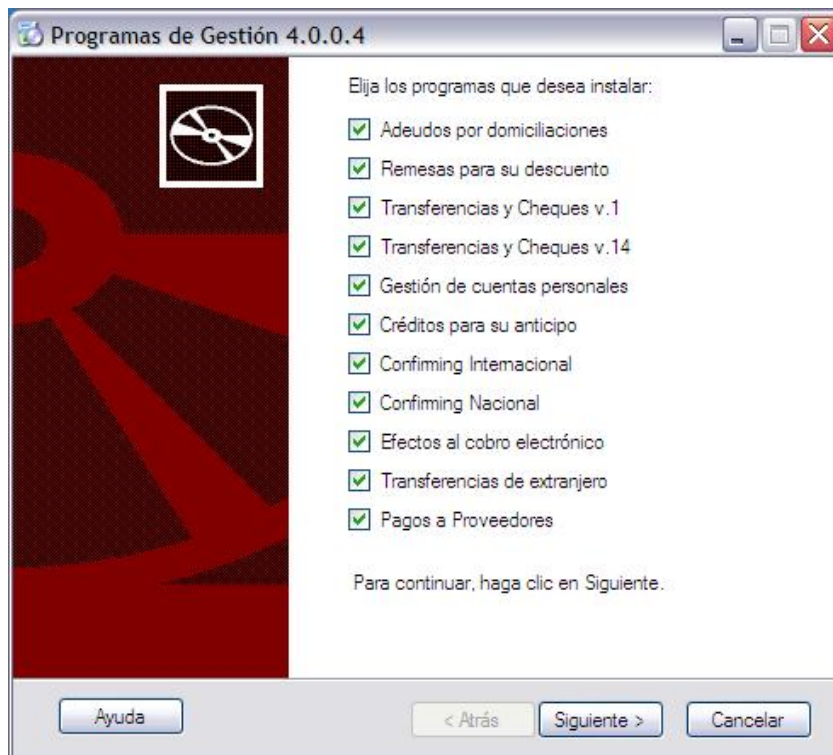 Programas de Gestión 4.0.0.4
Elija los programas que desea instalar:
Adeudos por domiciliaciones
Remesas para su descuento
Transferencias y Cheques v.1
Transferencias y Cheques v.14
Gestión de cuentas personales
Créditos para su anticipo
Confirming Internacional
Confirming Nacional
Efectos al cobro electrónico
Transferencias de extranjero
Pagos a Proveedores
Para continuar, haga clic en Siguiente.
Ayuda < Atrás Siguiente > Cancelar